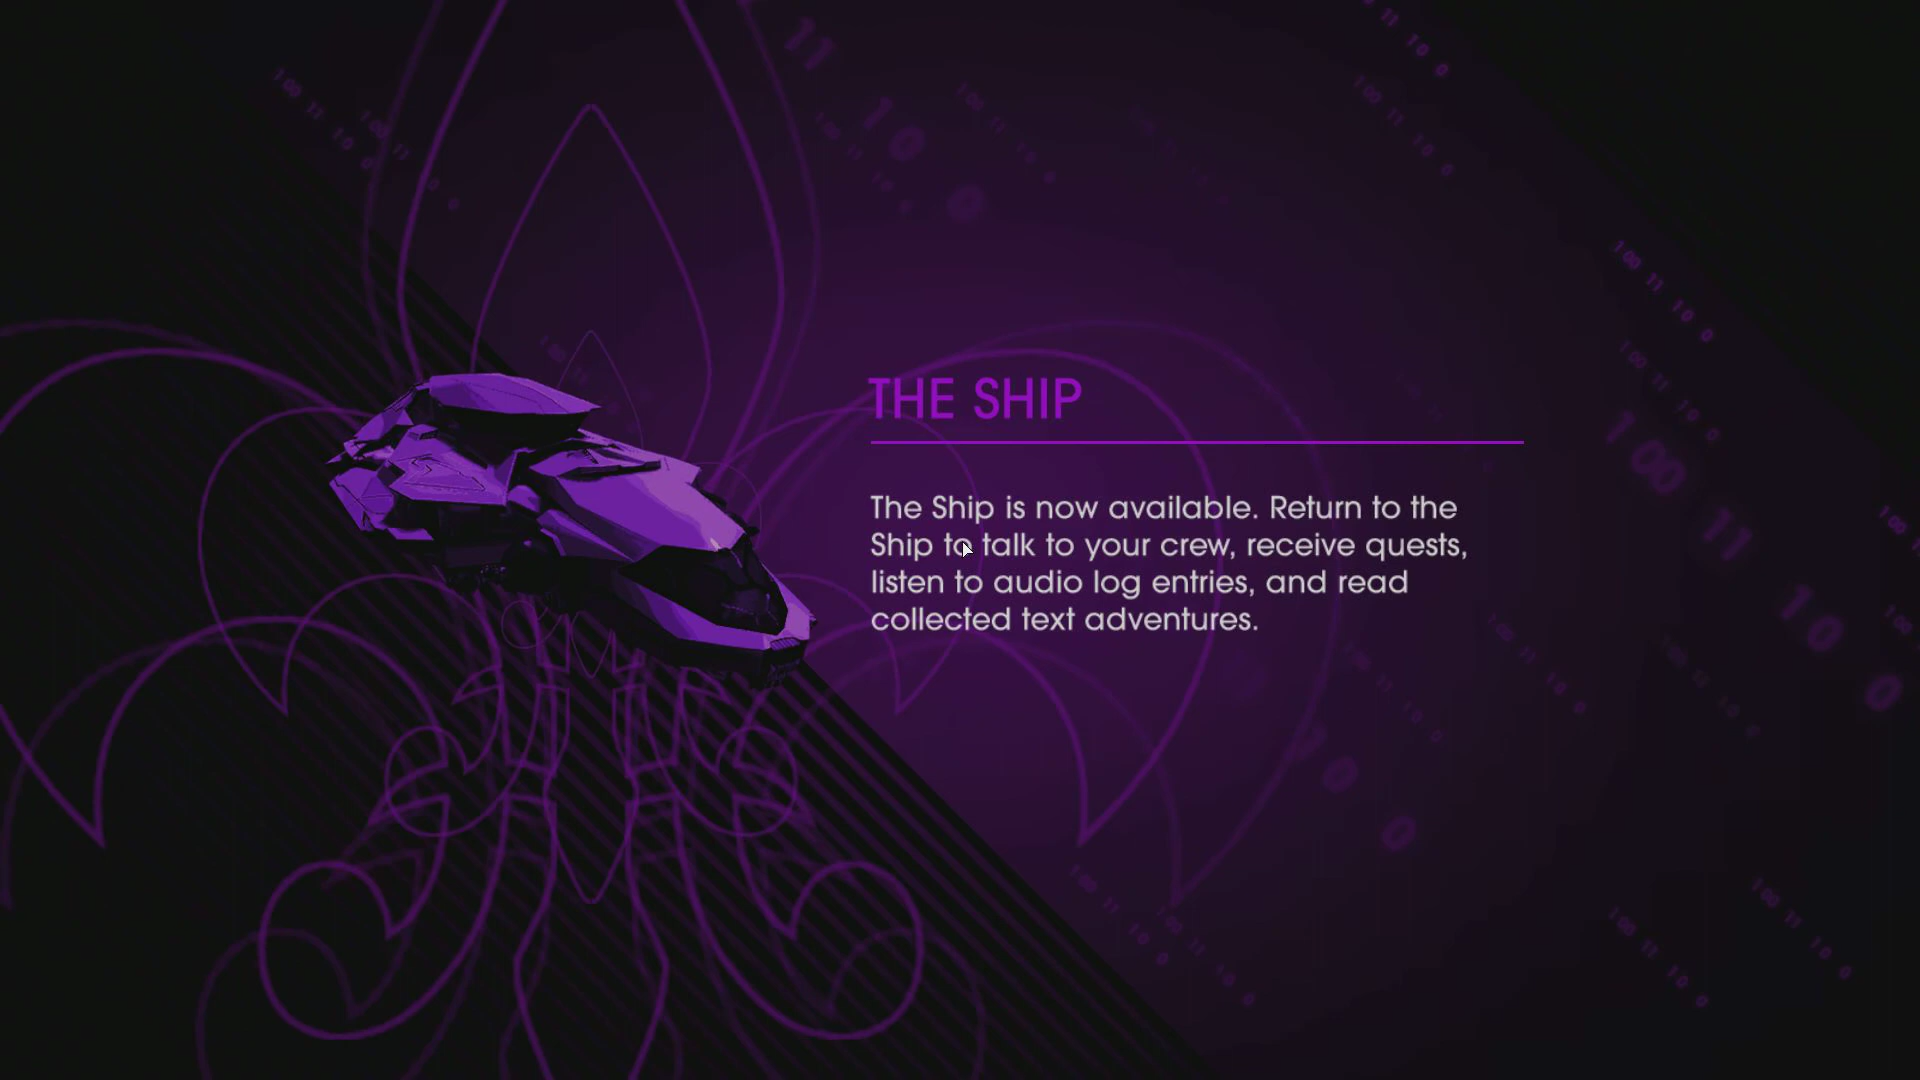 THE SHIP
The Ship is now available. Return to the
Ship to talk to your crew, receive quests,
listen to audio log entries, and read
collected text adventures.